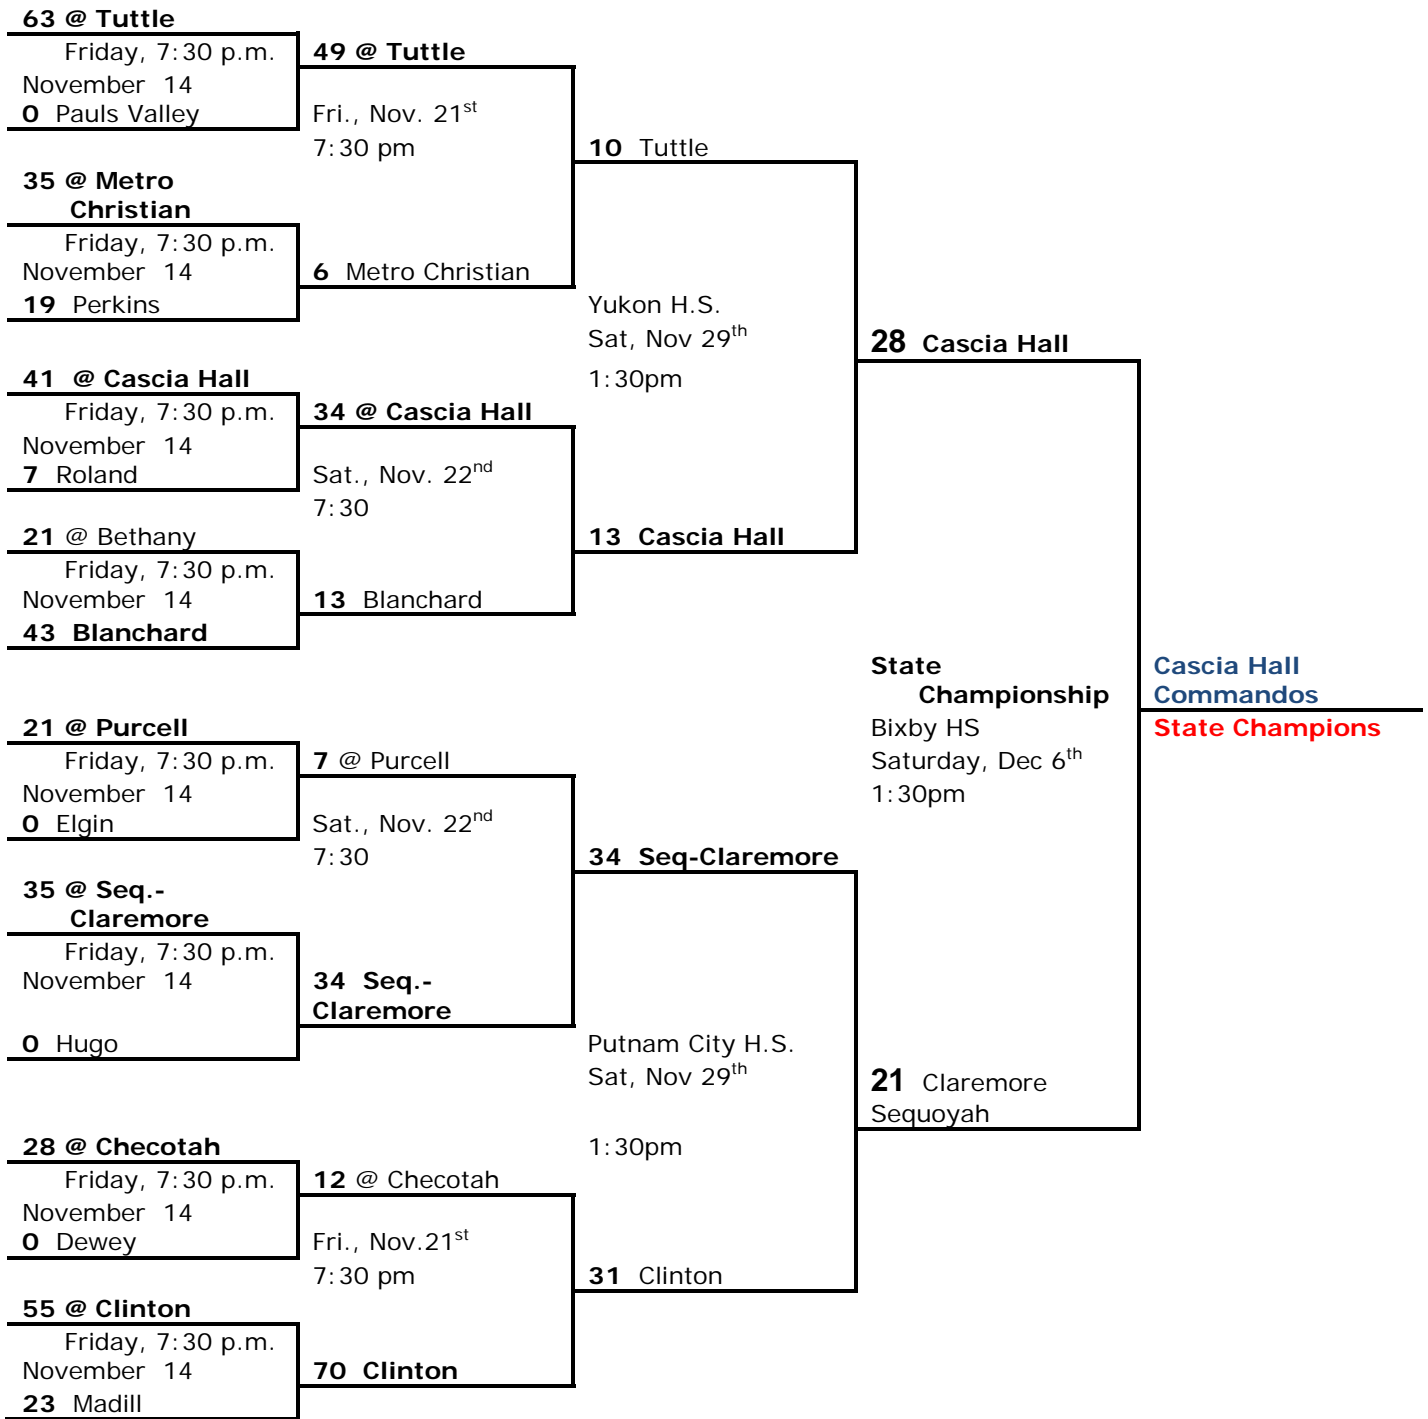 63 @ Tuttle
Friday, 7:30 p.m.
November 14
0 Pauls Valley
35 @ Metro
Christian
Friday, 7:30 p.m.
November 14
19 Perkins
41 @ Cascia Hall
Friday, 7:30 p.m.
November 14
7 Roland
21 @ Bethany
Friday, 7:30 p.m.
November 14
43 Blanchard
21 @ Purcell
Friday, 7:30 p.m.
November 14
0 Elgin
35 @ Seq.-
Claremore
Friday, 7:30 p.m.
November 14
0 Hugo
28 @ Checotah
Friday, 7:30 p.m.
November 14
0 Dewey
55 @ Clinton
Friday, 7:30 p.m.
November 14
23 Madill
49 @ Tuttle
Fri., Nov. 21st
7:30 pm
6 Metro Christian
34 @ Cascia Hall
Sat., Nov. 22nd
7:30
13 Blanchard
7 @ Purcell
Sat., Nov. 22nd
7:30
34 Seq.-
Claremore
12 @ Checotah
Fri., Nov.21st
7:30 pm
70 Clinton
10 Tuttle
Yukon H.S.
Sat, Nov 29th
1:30pm
13 Cascia Hall
34 Seq-Claremore
Putnam City H.S.
Sat, Nov 29th
1:30pm
31 Clinton
28 Cascia Hall
State
Championship
Bixby HS
Saturday, Dec 6th
1:30pm
21 Claremore
Sequoyah
Cascia Hall
Commandos
State Champions